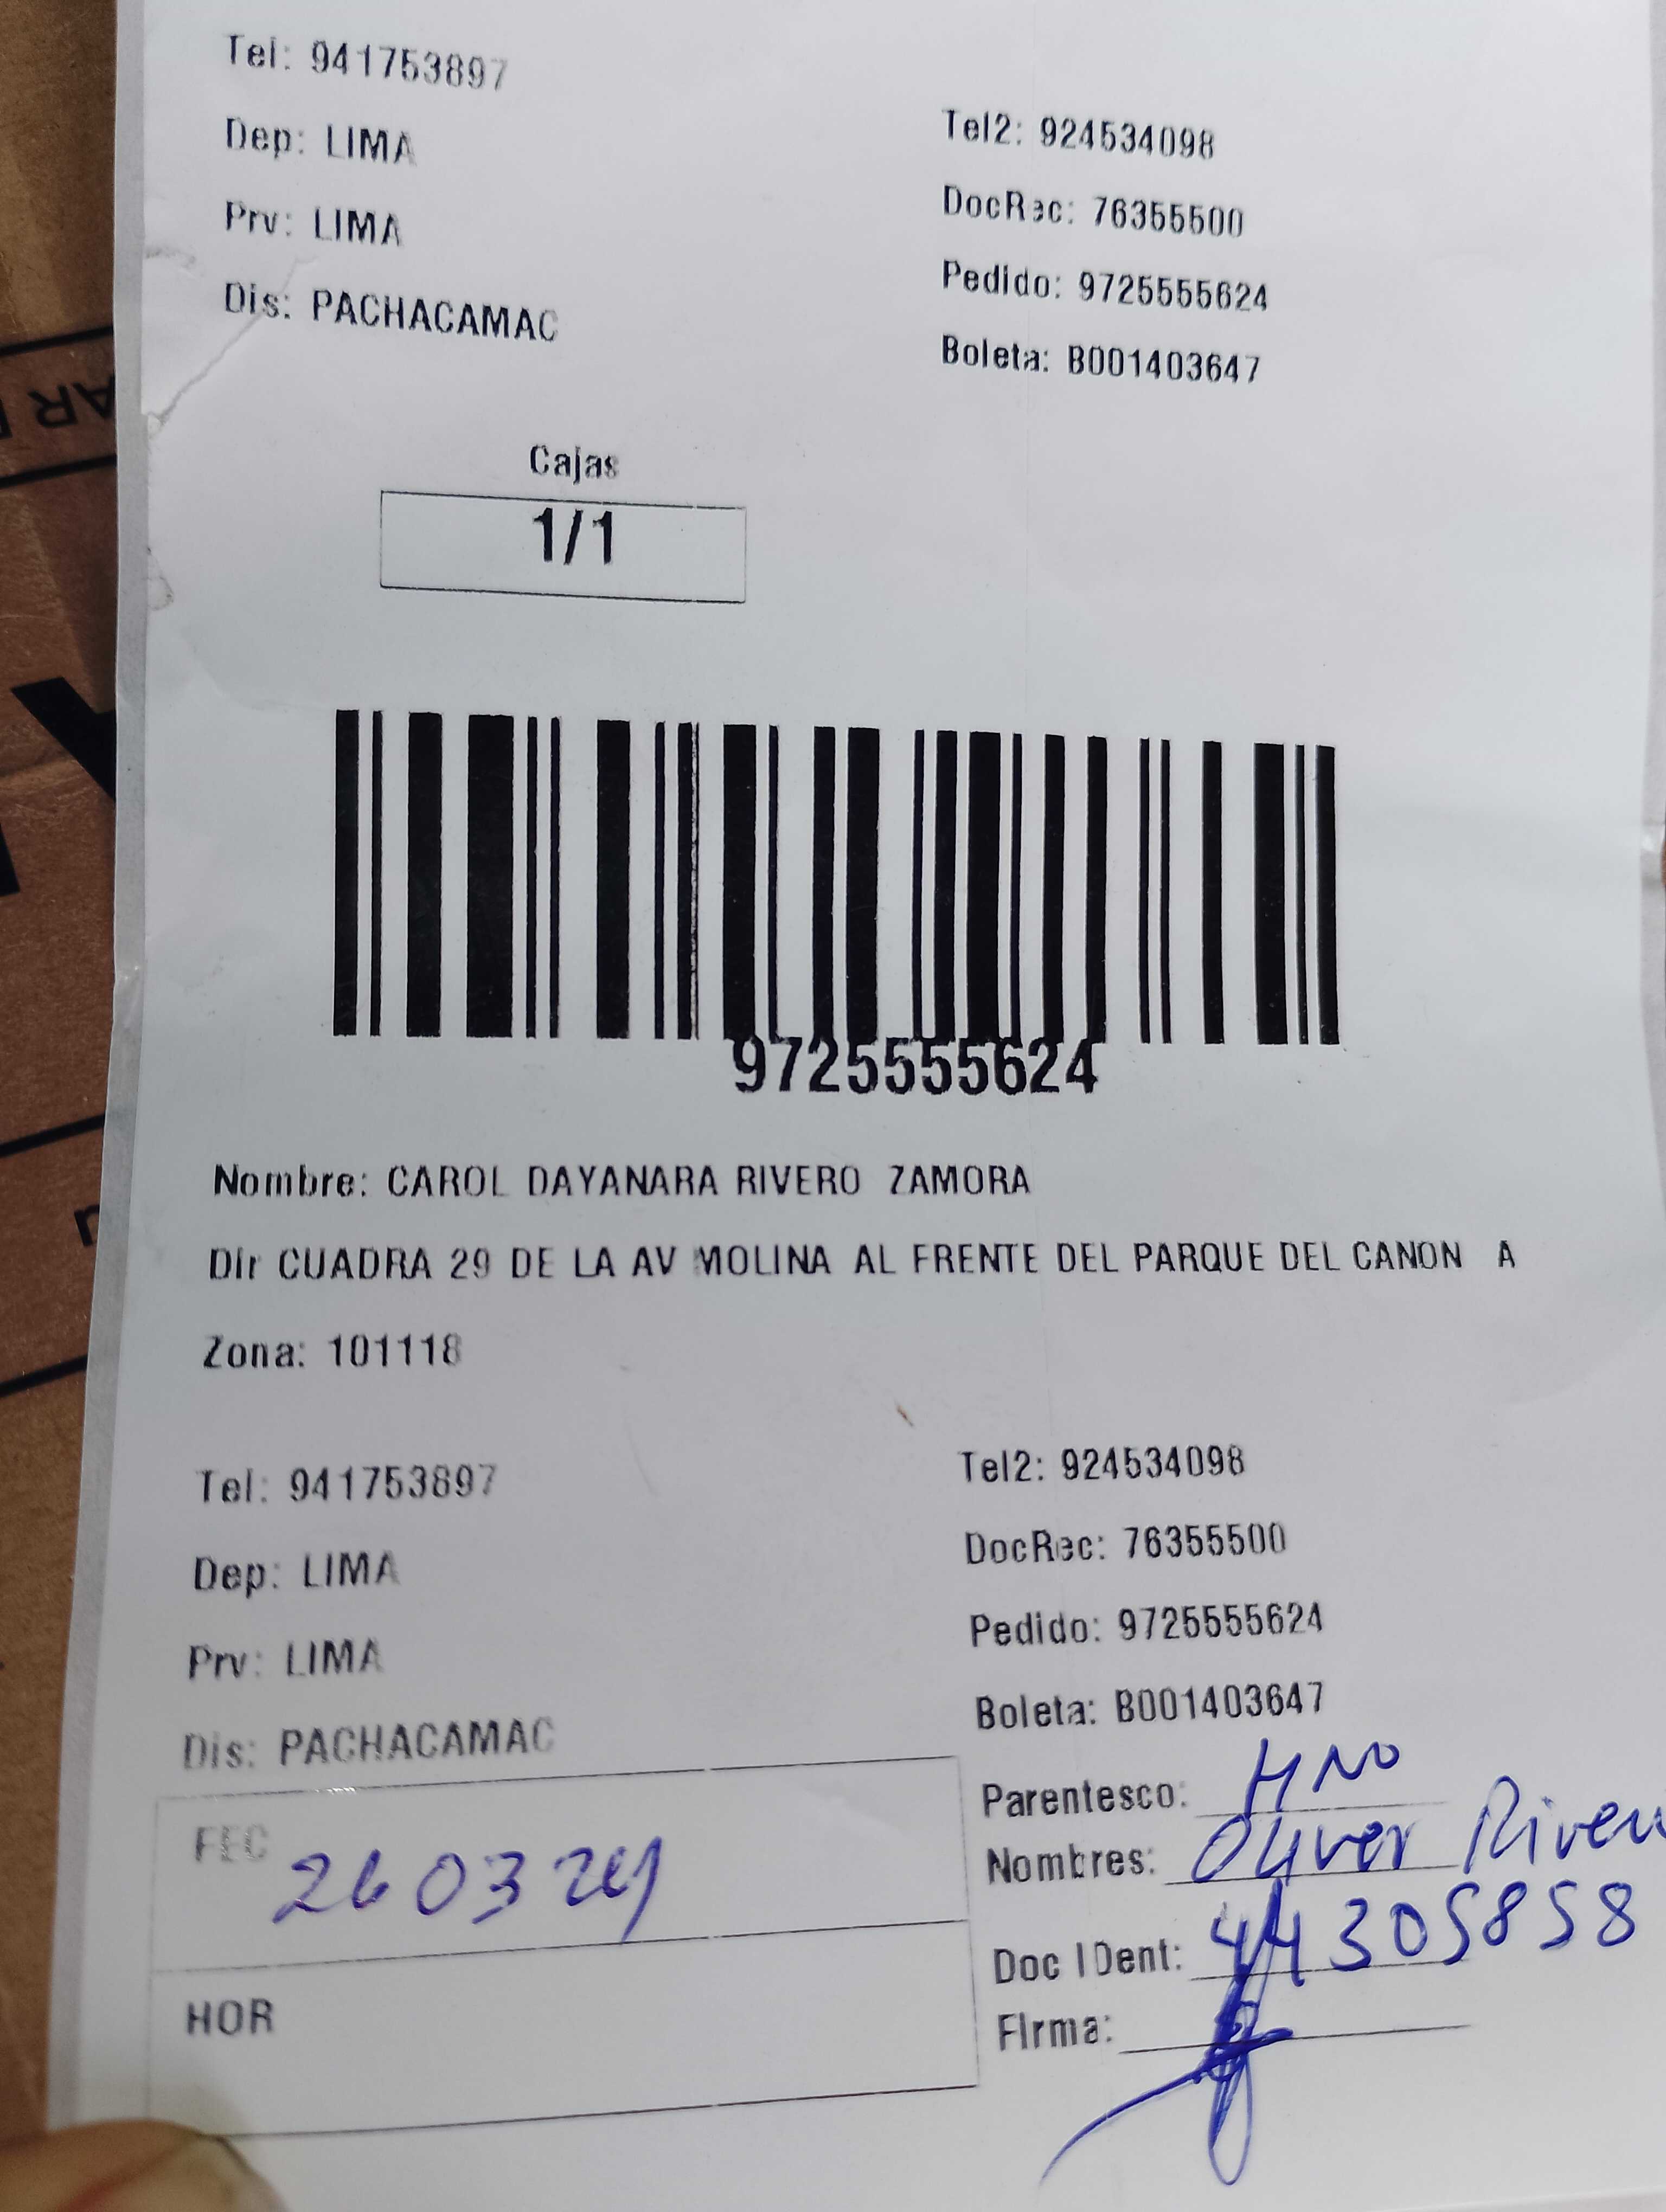 Tel: 941753897
Tel2: 924534098
Dep: LIMA
DocRec: 76355500
Prv: LIMA
Pedido: 9725555624
Dis: PACHACAMAC
Boleta: B001403647
Cajas
1/1
9725555624
Nombre: CAROL DAYANARA RIVERO ZAMORA
Dir CUADRA 29 DE LA AV MOLINA AL FRENTE DEL PARQUE DEL CANON A
Zona: 101118
Tel: 941753897
Tel2: 924534098
Dep: LIMA
DocRec: 76355500
Prv: LIMA
Pedido: 9725555624
Dis: PACHACAMAC
Boleta: B001403647
Parentesco: HNO
FEC 260324
Nombres: Oliver River
Doc IDent: 44305858
HOR
Firma: